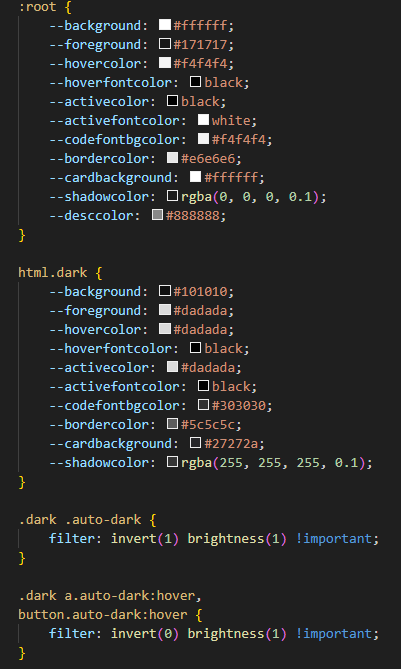 :root {
    --background: #ffffff;
    --foreground: #171717;
    --hovercolor: #f4f4f4;
    --hoverfontcolor: black;
    --activecolor: black;
    --activefontcolor: white;
    --codefontbgcolor: #f4f4f4;
    --bordercolor: #e6e6e6;
    --cardbackground: #ffffff;
    --shadowcolor: rgba(0, 0, 0, 0.1);
    --desccolor: #888888;
}

html.dark {
    --background: #101010;
    --foreground: #dadada;
    --hovercolor: #dadada;
    --hoverfontcolor: black;
    --activecolor: #dadada;
    --activefontcolor: black;
    --codefontbgcolor: #303030;
    --bordercolor: #5c5c5c;
    --cardbackground: #27272a;
    --shadowcolor: rgba(255, 255, 255, 0.1);
}

.dark .auto-dark {
    filter: invert(1) brightness(1) !important;
}

.dark a.auto-dark:hover,
button.auto-dark:hover {
    filter: invert(0) brightness(1) !important;
}